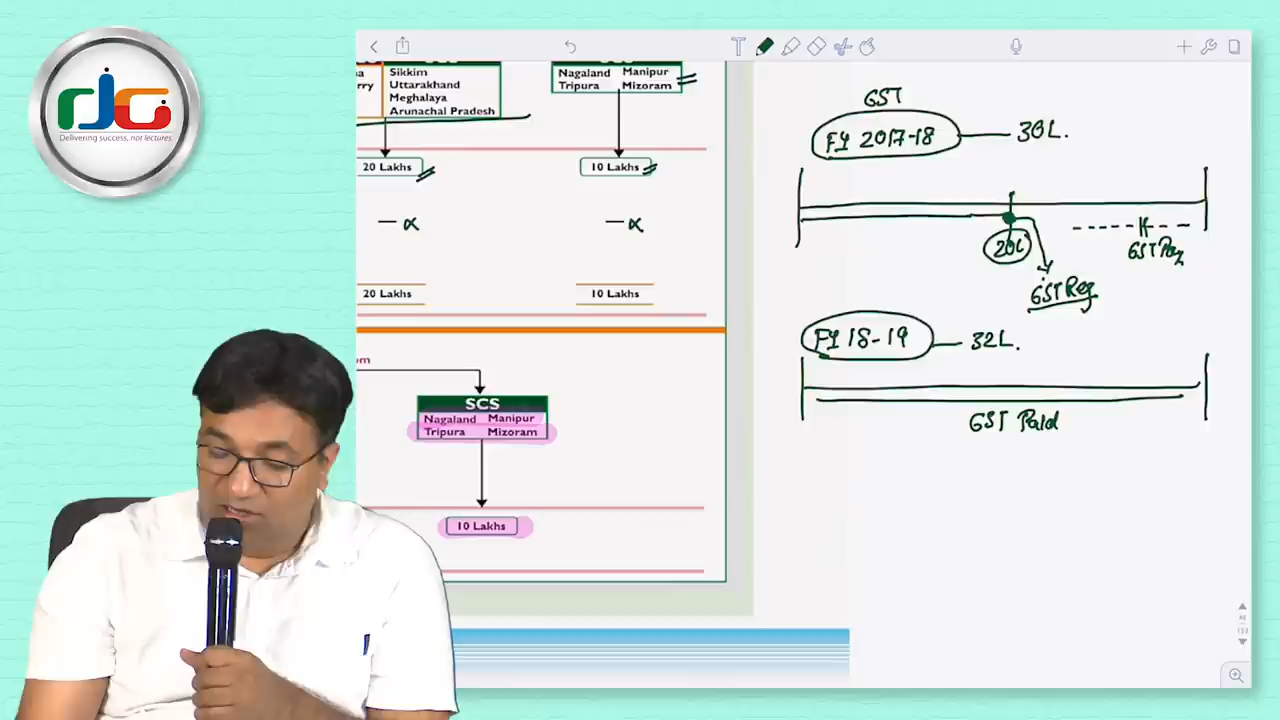 Delivering success, not lectures
Sikkim
Uttarakhand
Meghalaya
Arunachal Pradesh
Nagaland Manipur
Tripura Mizoram
20 Lakhs
10 Lakhs
— α
— α
20 Lakhs
10 Lakhs
SCS
Nagaland Manipur
Tripura Mizoram
10 Lakhs
GST
FY 2017-18 — 30L.
20L
GST Pay
GST Reg
FY 18-19 — 32L.
GST Paid